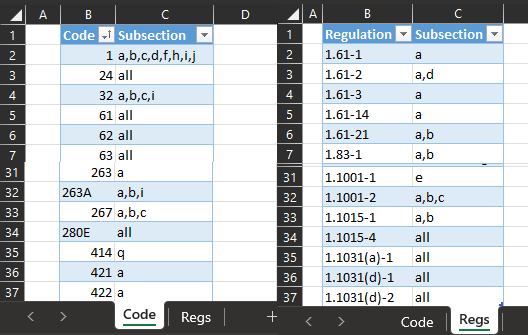 A B C D
1 Code Subsection
2 1 a,b,c,d,f,h,i,j
3 24 all
4 32 a,b,c,i
5 61 all
6 62 all
7 63 all
31 263 a
32 263A a,b,i
33 267 a,b,c
34 280E all
35 414 q
36 421 a
37 422 a
Code Regs +
A B C
1 Regulation Subsection
2 1.61-1 a
3 1.61-2 a,d
4 1.61-3 a
5 1.61-14 a
6 1.61-21 a,b
7 1.83-1 a,b
31 1.1001-1 e
32 1.1001-2 a,b,c
33 1.1015-1 a,b
34 1.1015-4 all
35 1.1031(a)-1 all
36 1.1031(d)-1 all
37 1.1031(d)-2 all
Code Regs